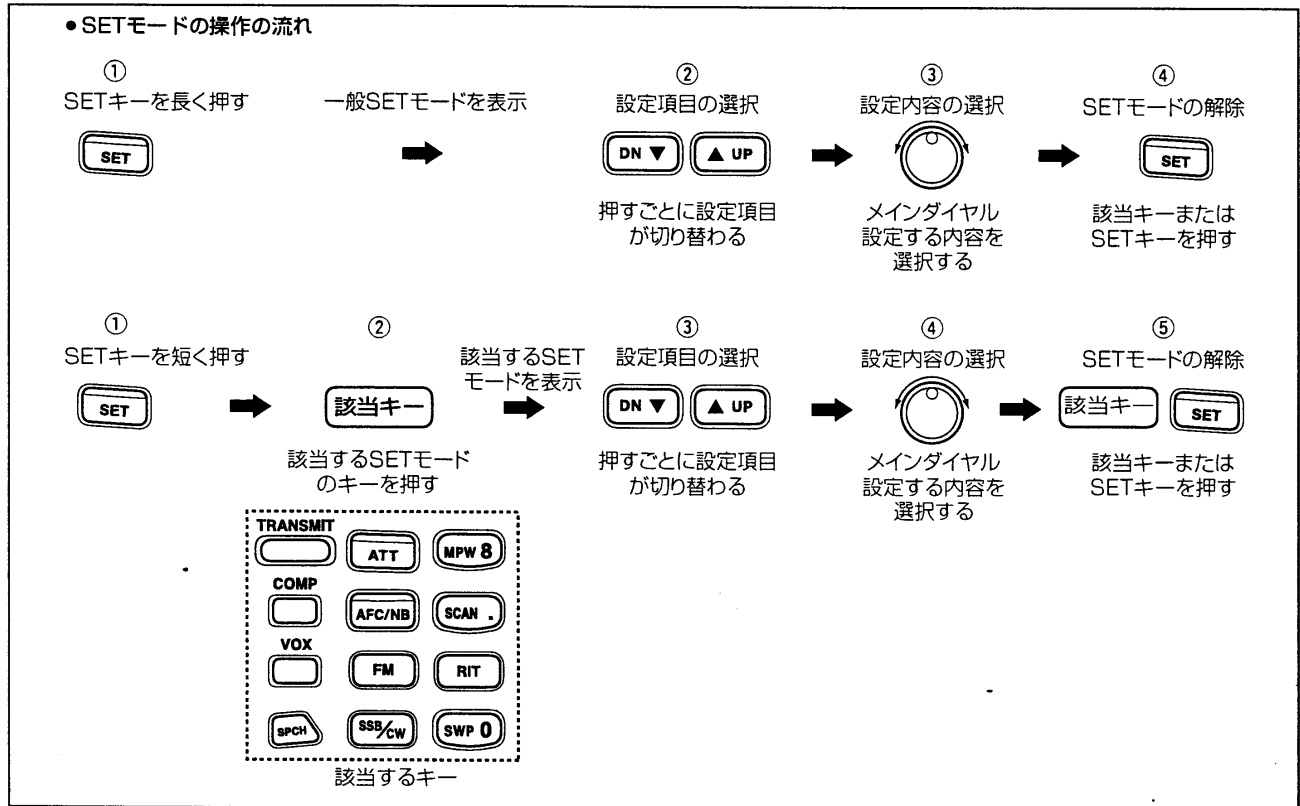 ● SETモードの操作の流れ
①
SETキーを長く押す
SET
一般SETモードを表示
②
設定項目の選択
DN ▼
▲ UP
押すごとに設定項目
が切り替わる
③
設定内容の選択
メインダイヤル
設定する内容を
選択する
④
SETモードの解除
SET
該当キーまたは
SETキーを押す
①
SETキーを短く押す
SET
②
該当キー
該当するSETモード
のキーを押す
TRANSMIT
ATT
MPW 8
COMP
AFC/NB
SCAN .
VOX
FM
RIT
SPCH
SSB/CW
SWP 0
該当するキー
該当するSET
モードを表示
③
設定項目の選択
DN ▼
▲ UP
押すごとに設定項目
が切り替わる
④
設定内容の選択
メインダイヤル
設定する内容を
選択する
⑤
SETモードの解除
該当キー
SET
該当キーまたは
SETキーを押す